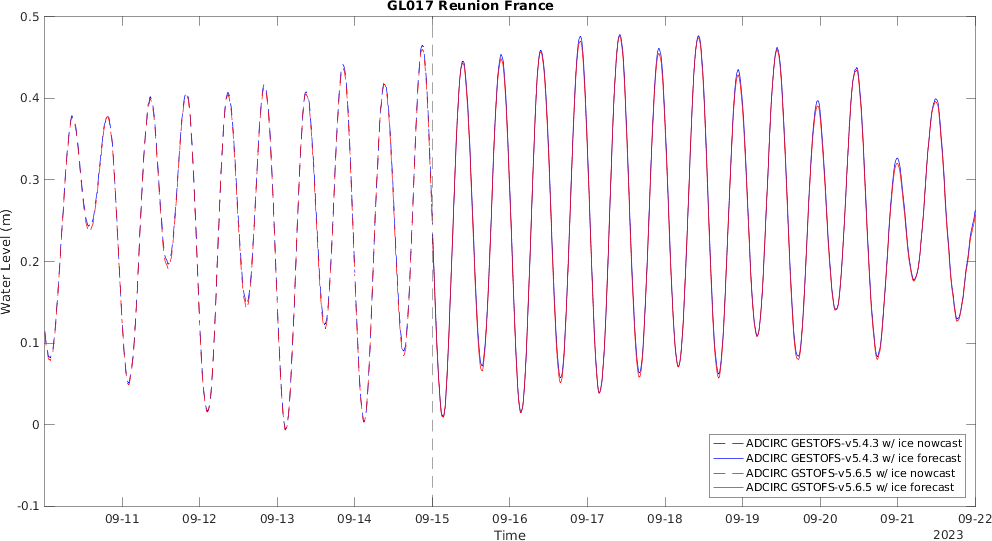 GL017 Reunion France
Water Level (m)
0.5
0.4
0.3
0.2
0.1
0
-0.1
09-11
09-12
09-13
09-14
09-15
09-16
09-17
09-18
09-19
09-20
09-21
09-22
2023
Time
ADCIRC GESTOFS-v5.4.3 w/ ice nowcast
ADCIRC GESTOFS-v5.4.3 w/ ice forecast
ADCIRC GSTOFS-v5.6.5 w/ ice nowcast
ADCIRC GSTOFS-v5.6.5 w/ ice forecast